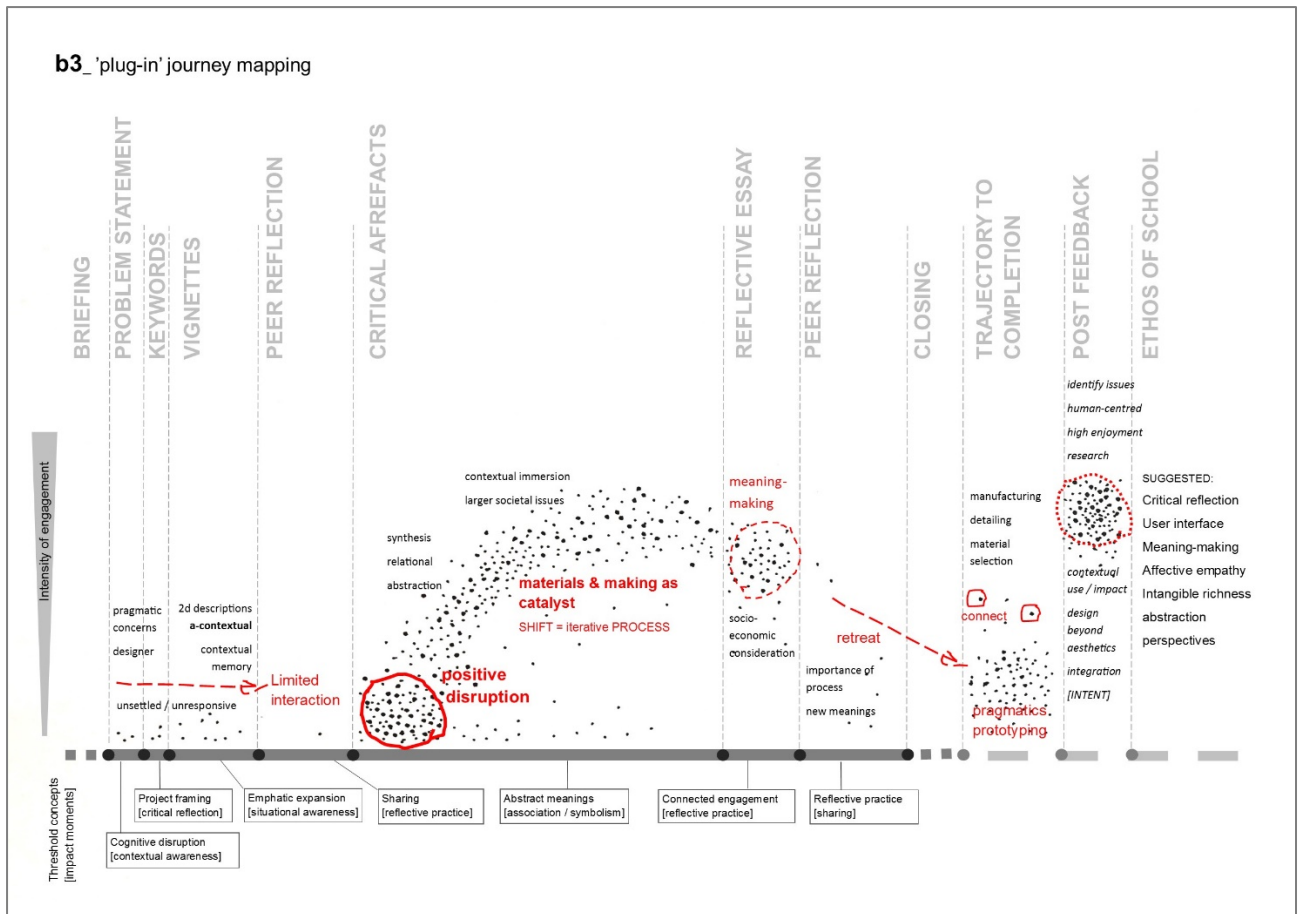 b3_ 'plug-in' journey mapping
BRIEFING
PROBLEM STATEMENT
KEYWORDS
VIGNETTES
PEER REFLECTION
CRITICAL AFREFACTS
REFLECTIVE ESSAY
PEER REFLECTION
CLOSING
TRAJECTORY TO
COMPLETION
POST FEEDBACK
ETHOS OF SCHOOL
Intensity of engagement
pragmatic
concerns
designer
2d descriptions
a-contextual
contextual
memory
unsettled / unresponsive
Limited
interaction
synthesis
relational
abstraction
contextual immersion
larger societal issues
positive
disruption
materials & making as
catalyst
SHIFT = iterative PROCESS
meaning-
making
socio-
economic
consideration
retreat
importance of
process
new meanings
manufacturing
detailing
material
selection
connect
pragmatics
prototyping
identify issues
human-centred
high enjoyment
research
contextual
use / impact
design
beyond
aesthetics
integration
[INTENT]
SUGGESTED:
Critical reflection
User interface
Meaning-making
Affective empathy
Intangible richness
abstraction
perspectives
Threshold concepts
[impact moments]
Cognitive disruption
[contextual awareness]
Project framing
[critical reflection]
Emphatic expansion
[situational awareness]
Sharing
[reflective practice]
Abstract meanings
[association / symbolism]
Connected engagement
[reflective practice]
Reflective practice
[sharing]